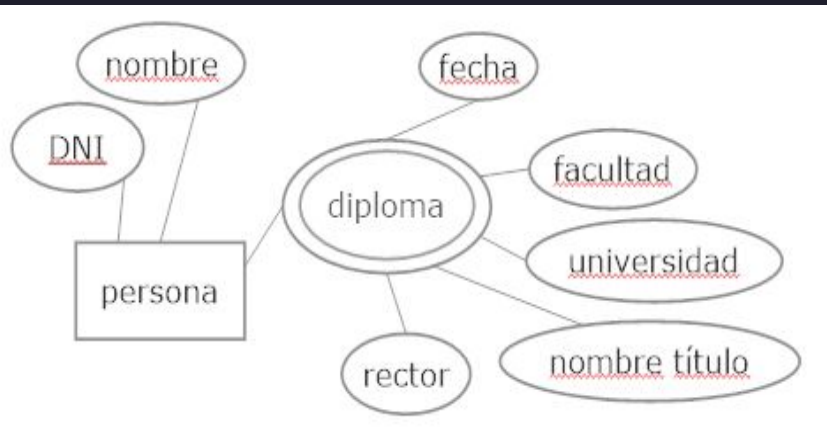 nombre
fecha
DNI
facultad
diploma
universidad
persona
nombre título
rector